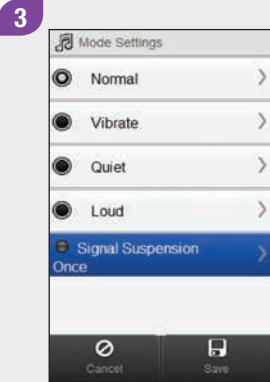 3
Mode Settings
Normal
Vibrate
Quiet
Loud
Signal Suspension
Once
Cancel
Save